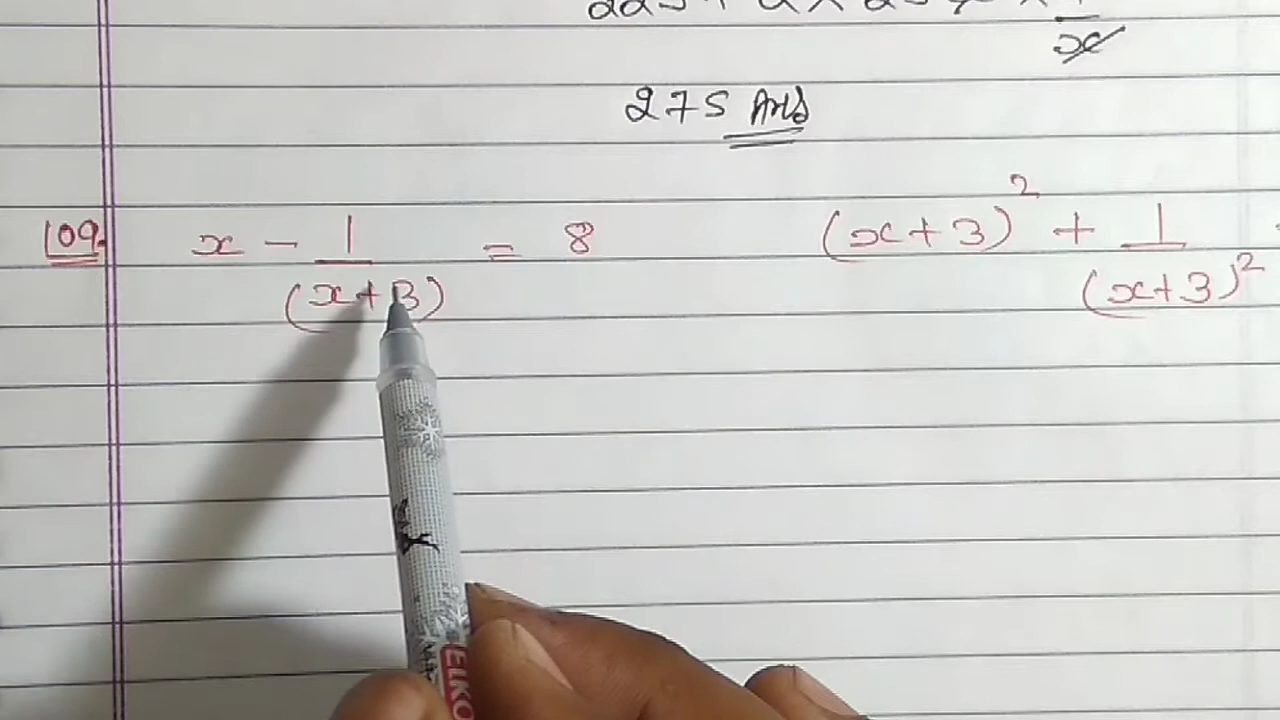 275 Ans
109. x - 1/(x+3) = 8 (x+3)² + 1/(x+3)²
ELKO